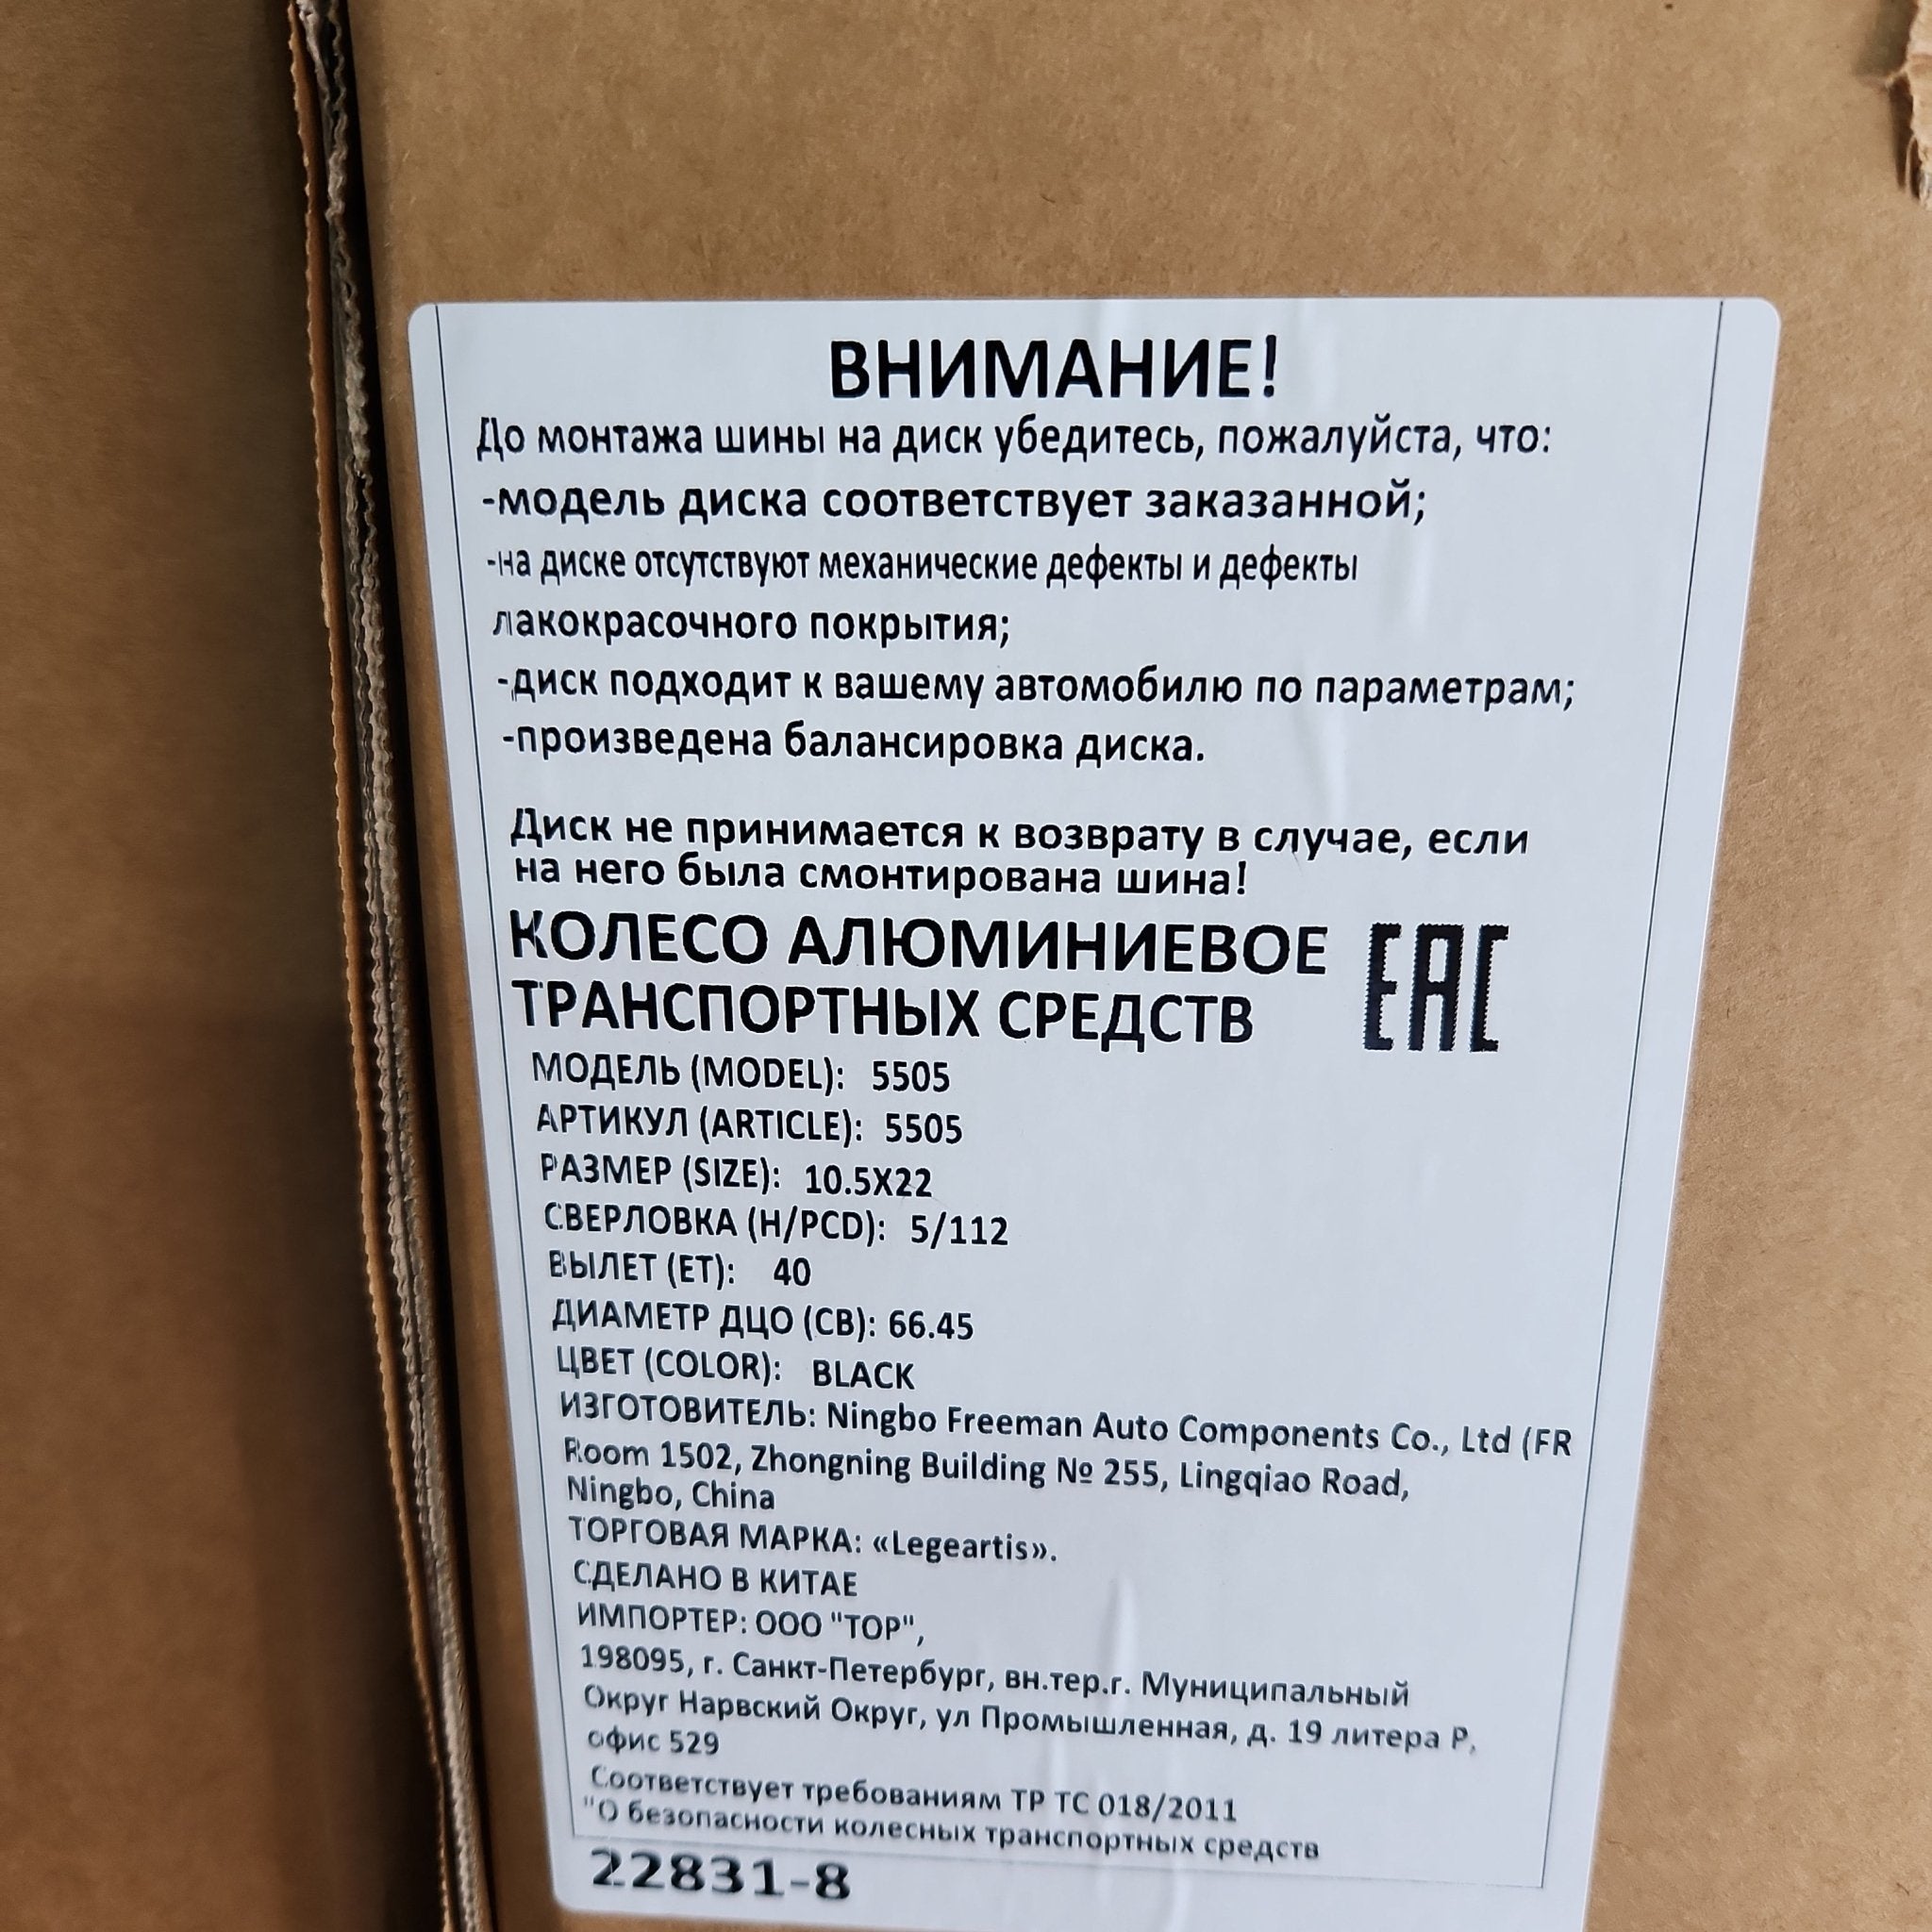 ВНИМАНИЕ!
До монтажа шины на диск убедитесь, пожалуйста, что:
-модель диска соответствует заказанной;
-на диске отсутствуют механические дефекты и дефекты
лакокрасочного покрытия;
-диск подходит к вашему автомобилю по параметрам;
-произведена балансировка диска.
Диск не принимается к возврату в случае, если
на него была смонтирована шина!
КОЛЕСО АЛЮМИНИЕВОЕ
ТРАНСПОРТНЫХ СРЕДСТВ
EAC
МОДЕЛЬ (MODEL): 5505
АРТИКУЛ (ARTICLE): 5505
РАЗМЕР (SIZE): 10.5X22
СВЕРЛОВКА (H/PCD): 5/112
ВЫЛЕТ (ET): 40
ДИАМЕТР ДЦО (CB): 66.45
ЦВЕТ (COLOR): BLACK
ИЗГОТОВИТЕЛЬ: Ningbo Freeman Auto Components Co., Ltd (FR
Room 1502, Zhongning Building № 255, Lingqiao Road,
Ningbo, China
ТОРГОВАЯ МАРКА: «Legeartis».
СДЕЛАНО В КИТАЕ
ИМПОРТЕР: ООО "ТОР",
198095, г. Санкт-Петербург, вн.тер.г. Муниципальный
Округ Нарвский Округ, ул Промышленная, д. 19 литера Р,
офис 529
Соответствует требованиям ТР ТС 018/2011
"О безопасности колесных транспортных средств
22831-8